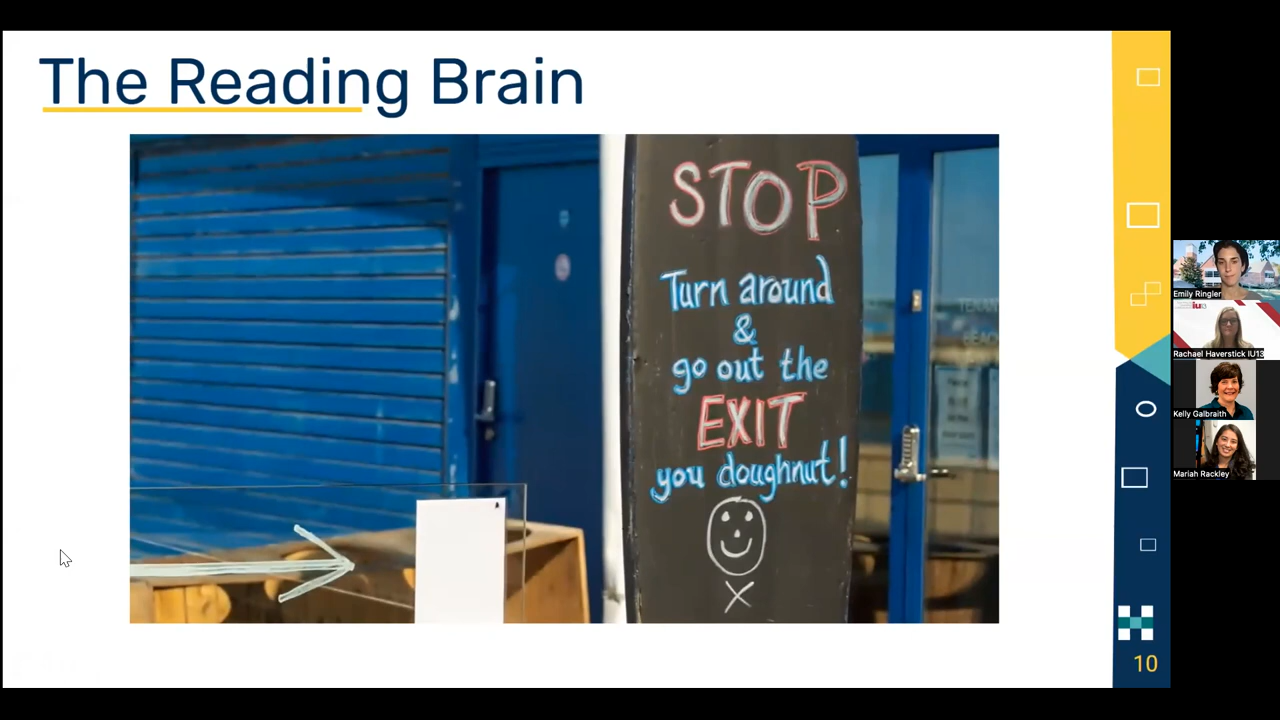 The Reading Brain
STOP
Turn around
&
go out the
EXIT
you doughnut!
X
Emily Ringler
Rachael Haverstick IU13
Kelly Galbraith
Mariah Rackley
10